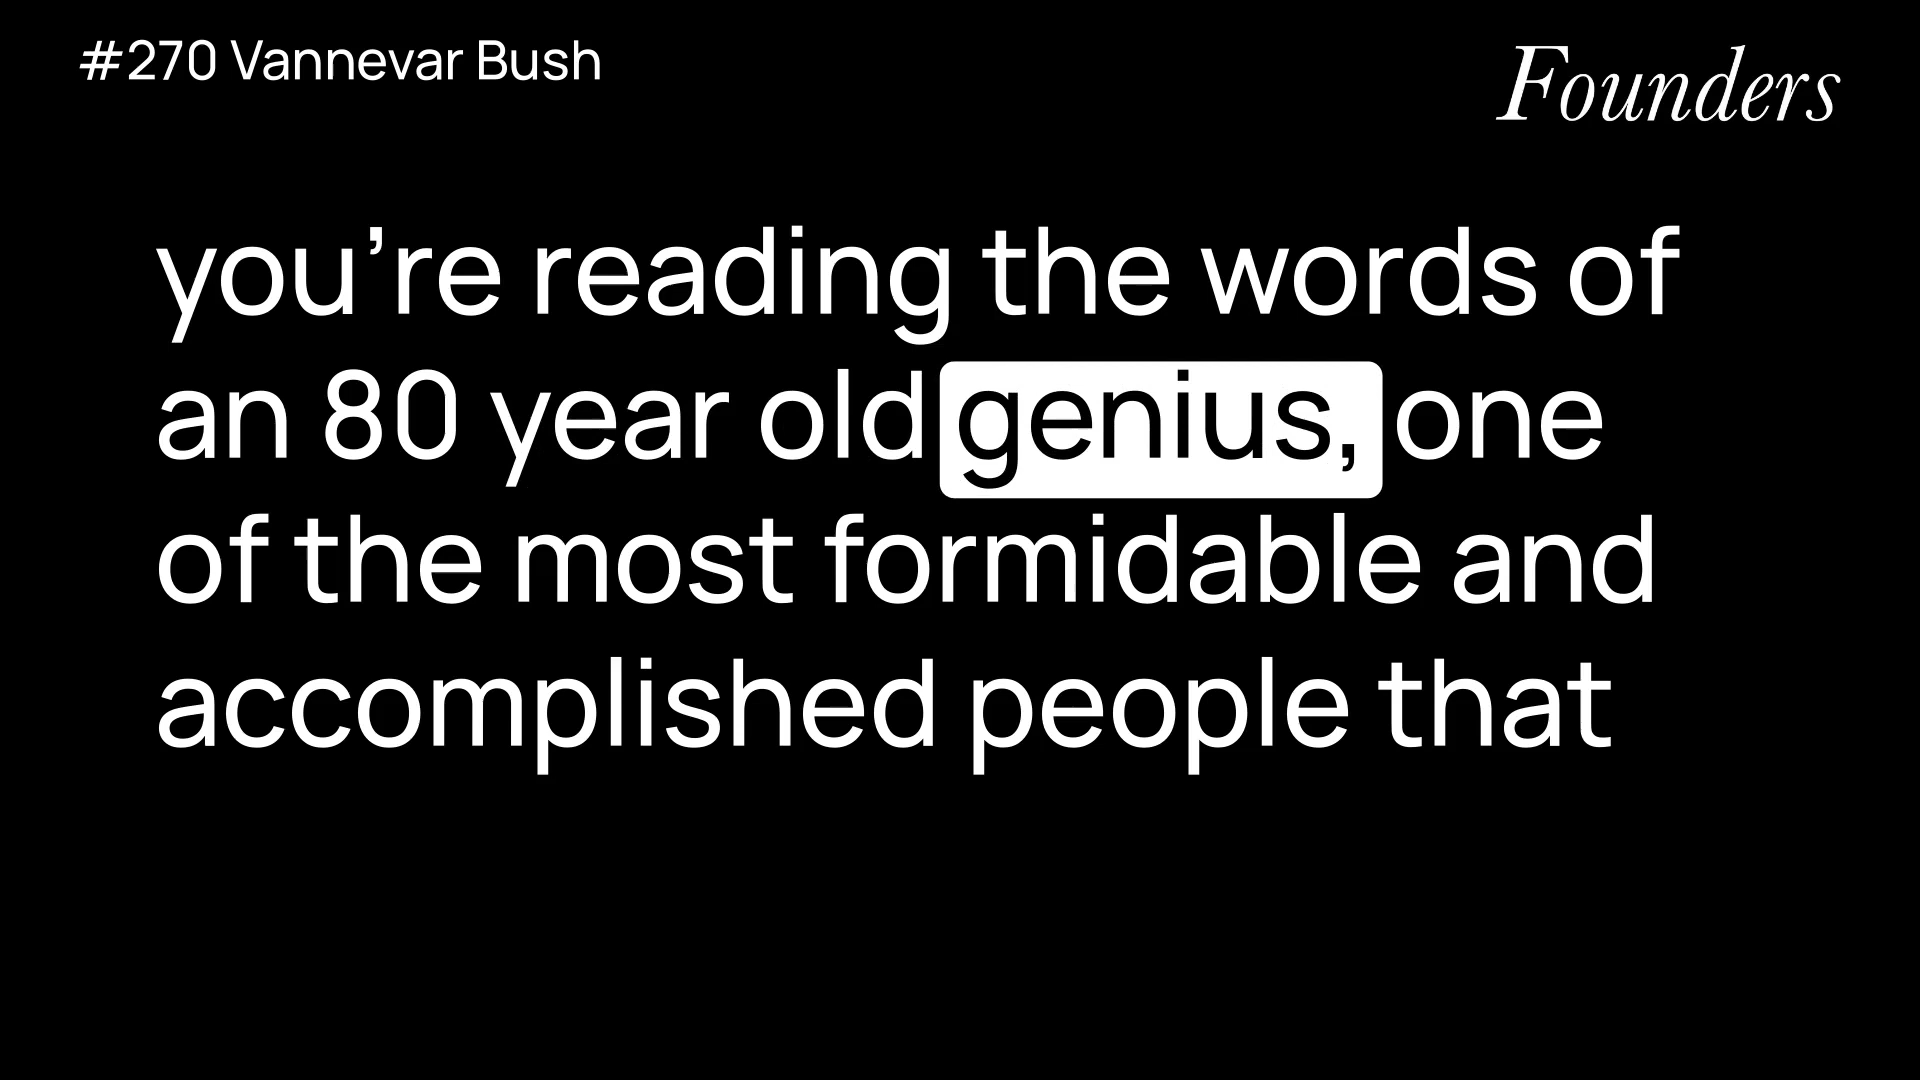 #270 Vannevar Bush
Founders
you’re reading the words of
an 80 year old genius, one
of the most formidable and
accomplished people that